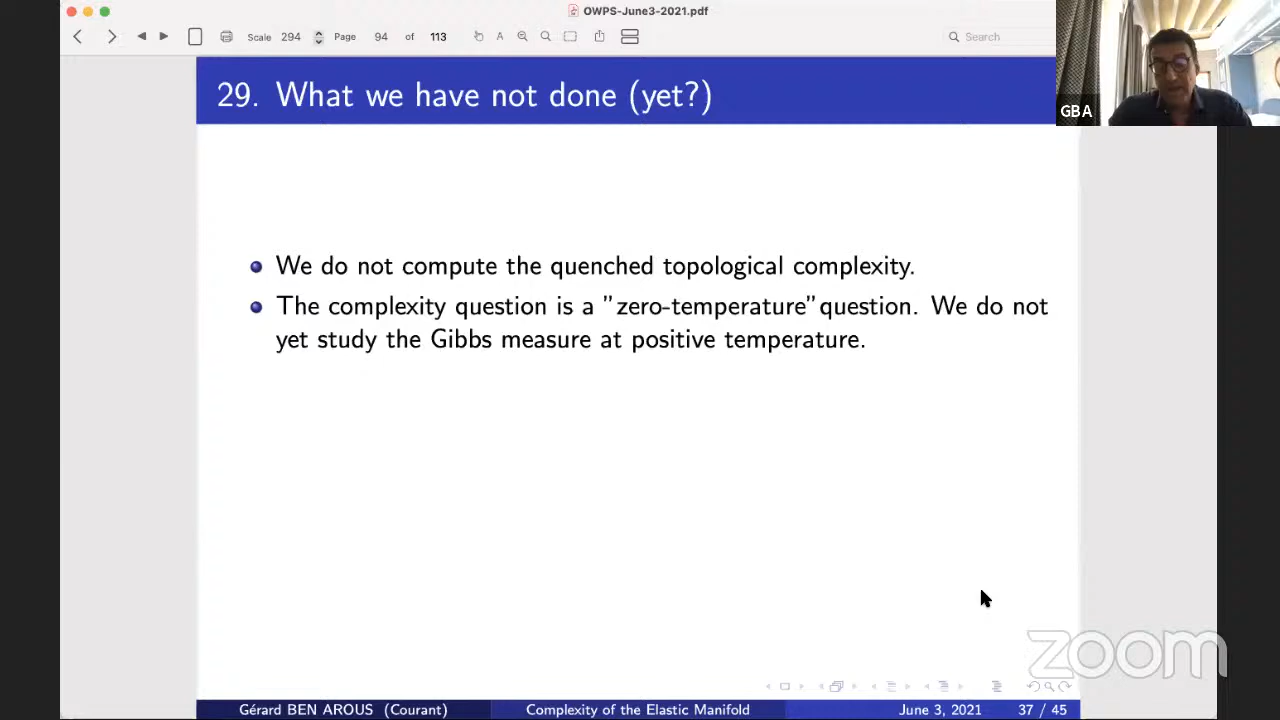 OWPS-June3-2021.pdf
Scale 294 Page 94 of 113 A Search
GBA
29. What we have not done (yet?)
We do not compute the quenched topological complexity.
The complexity question is a ”zero-temperature”question. We do not
yet study the Gibbs measure at positive temperature.
zoom
Gérard BEN AROUS (Courant) Complexity of the Elastic Manifold June 3, 2021 37 / 45